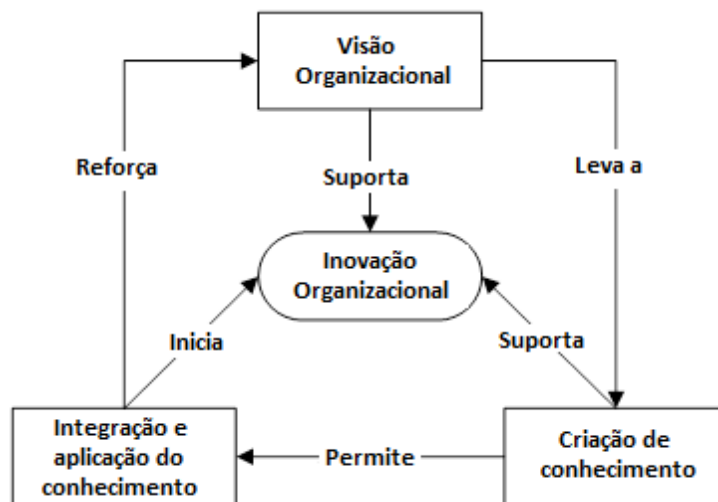 Visão
Organizacional
Reforça
Leva a
Suporta
Inovação
Organizacional
Inicia
Suporta
Integração e
aplicação do
conhecimento
Permite
Criação de
conhecimento